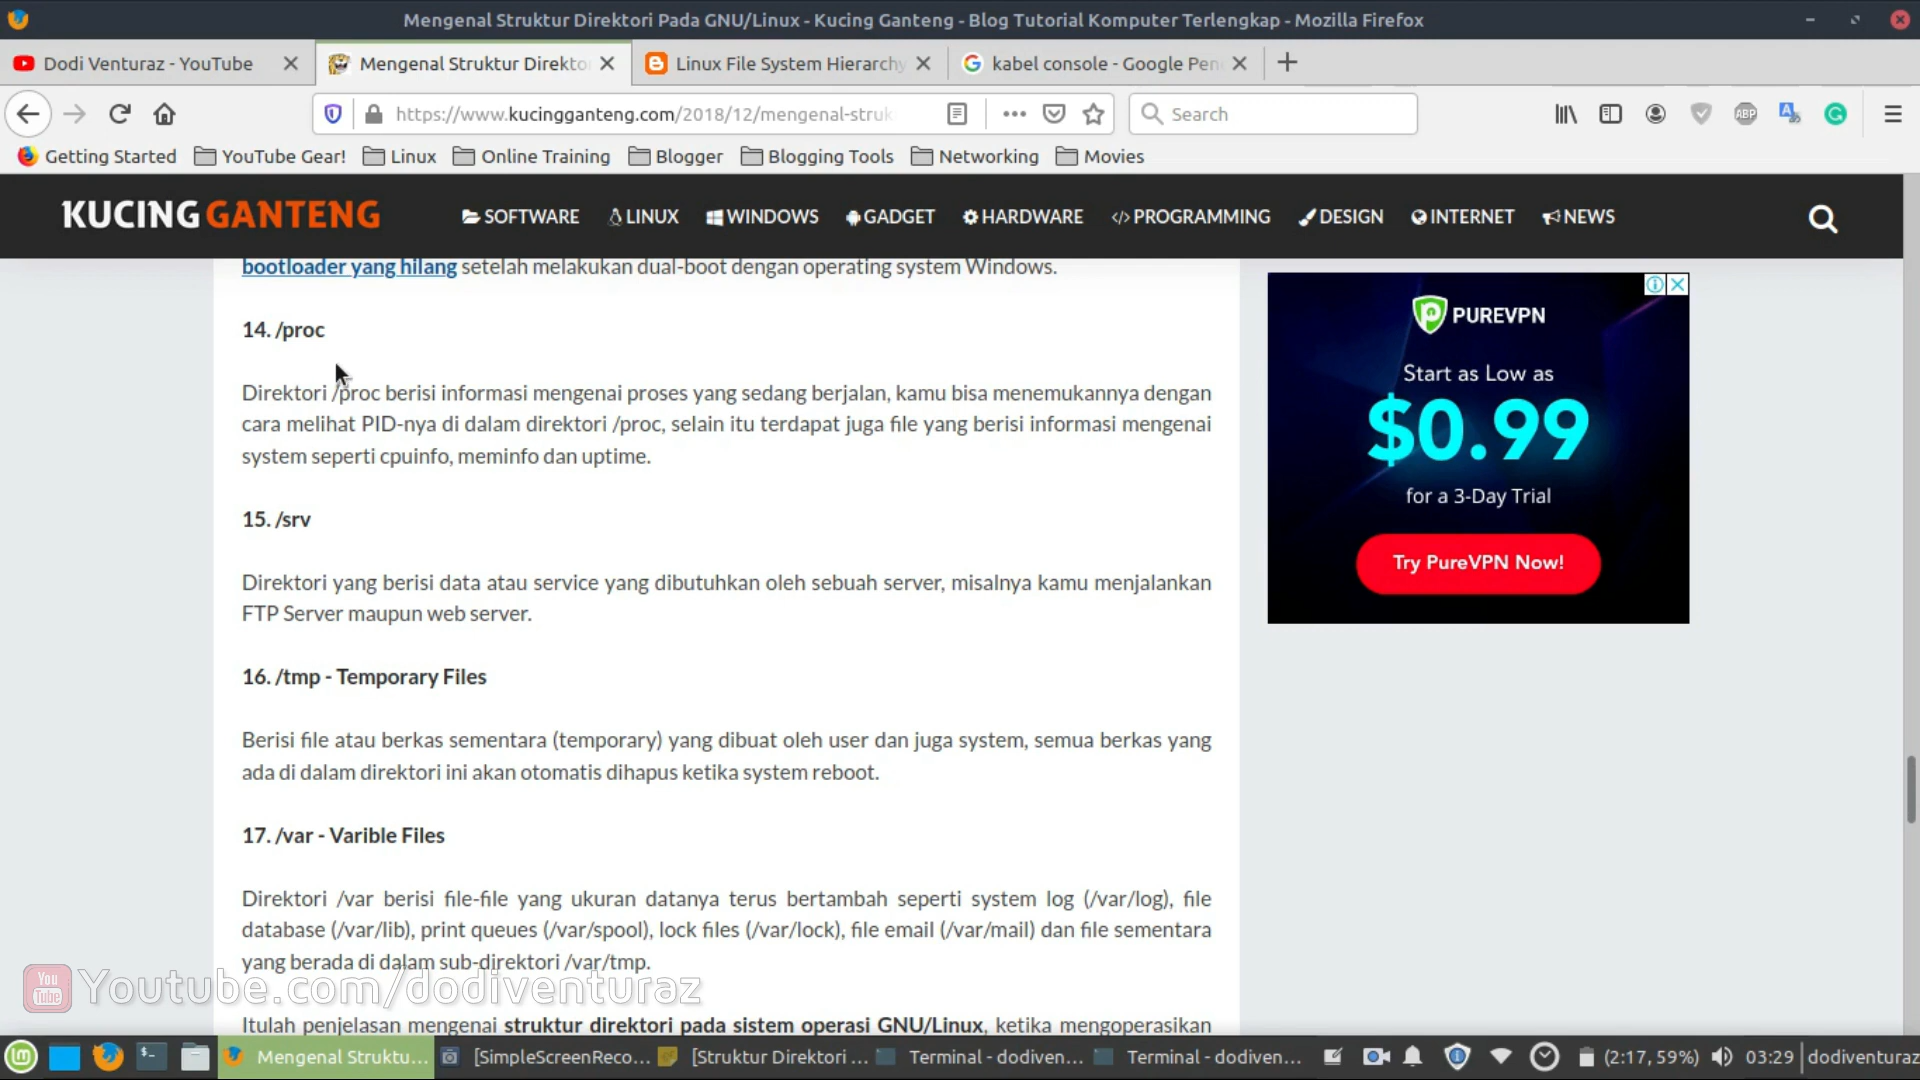 Mengenal Struktur Direktori Pada GNU/Linux - Kucing Ganteng - Blog Tutorial Komputer Terlengkap - Mozilla Firefox
Dodi Venturaz - YouTube
Mengenal Struktur Direkto
Linux File System Hierarchy
kabel console - Google Pen
https://www.kucingganteng.com/2018/12/mengenal-struk
Search
Getting Started
YouTube Gear!
Linux
Online Training
Blogger
Blogging Tools
Networking
Movies
KUCING GANTENG
SOFTWARE
LINUX
WINDOWS
GADGET
HARDWARE
PROGRAMMING
DESIGN
INTERNET
NEWS
bootloader yang hilang setelah melakukan dual-boot dengan operating system Windows.
14. /proc
Direktori /proc berisi informasi mengenai proses yang sedang berjalan, kamu bisa menemukannya dengan
cara melihat PID-nya di dalam direktori /proc, selain itu terdapat juga file yang berisi informasi mengenai
system seperti cpuinfo, meminfo dan uptime.
15. /srv
Direktori yang berisi data atau service yang dibutuhkan oleh sebuah server, misalnya kamu menjalankan
FTP Server maupun web server.
16. /tmp - Temporary Files
Berisi file atau berkas sementara (temporary) yang dibuat oleh user dan juga system, semua berkas yang
ada di dalam direktori ini akan otomatis dihapus ketika system reboot.
17. /var - Varible Files
Direktori /var berisi file-file yang ukuran datanya terus bertambah seperti system log (/var/log), file
database (/var/lib), print queues (/var/spool), lock files (/var/lock), file email (/var/mail) dan file sementara
yang berada di dalam sub-direktori /var/tmp.
Itulah penjelasan mengenai struktur direktori pada sistem operasi GNU/Linux, ketika mengoperasikan
PUREVPN
Start as Low as
$0.99
for a 3-Day Trial
Try PureVPN Now!
You
Tube
Youtube.com/dodiventuraz
Mengenal Struktu...
[SimpleScreenReco...
[Struktur Direktori ...
Terminal - dodiven...
Terminal - dodiven...
(2:17, 59%)
03:29
dodiventuraz